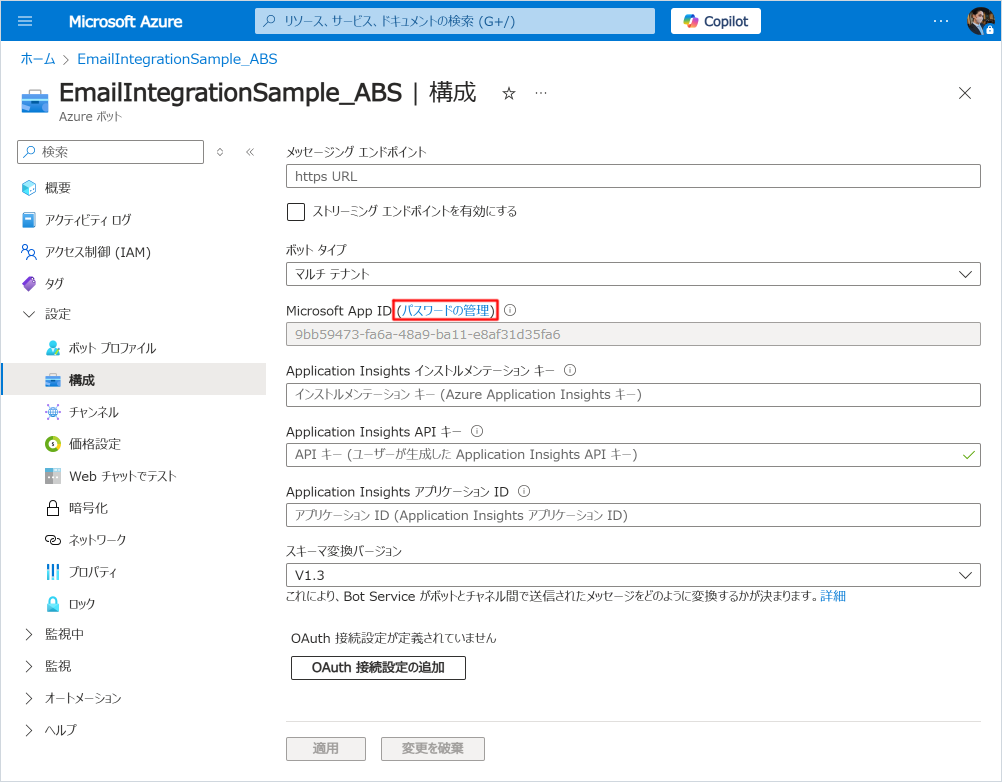 Microsoft Azure
リソース、サービス、ドキュメントの検索 (G+/)
Copilot
ホーム > EmailIntegrationSample_ABS
EmailIntegrationSample_ABS | 構成
Azure ボット
検索
概要
アクティビティ ログ
アクセス制御 (IAM)
タグ
設定
ボット プロファイル
構成
チャンネル
価格設定
Web チャットでテスト
暗号化
ネットワーク
プロパティ
ロック
監視中
監視
オートメーション
ヘルプ
メッセージング エンドポイント
https URL
ストリーミング エンドポイントを有効にする
ボット タイプ
マルチ テナント
Microsoft App ID (パスワードの管理)
9bb59473-fa6a-48a9-ba11-e8af31d35fa6
Application Insights インストルメンテーション キー
インストルメンテーション キー (Azure Application Insights キー)
Application Insights API キー
API キー (ユーザーが生成した Application Insights API キー)
Application Insights アプリケーション ID
アプリケーション ID (Application Insights アプリケーション ID)
スキーマ変換バージョン
V1.3
これにより、Bot Service がボットとチャネル間で送信されたメッセージをどのように変換するかが決まります。詳細
OAuth 接続設定が定義されていません
OAuth 接続設定の追加
適用
変更を破棄